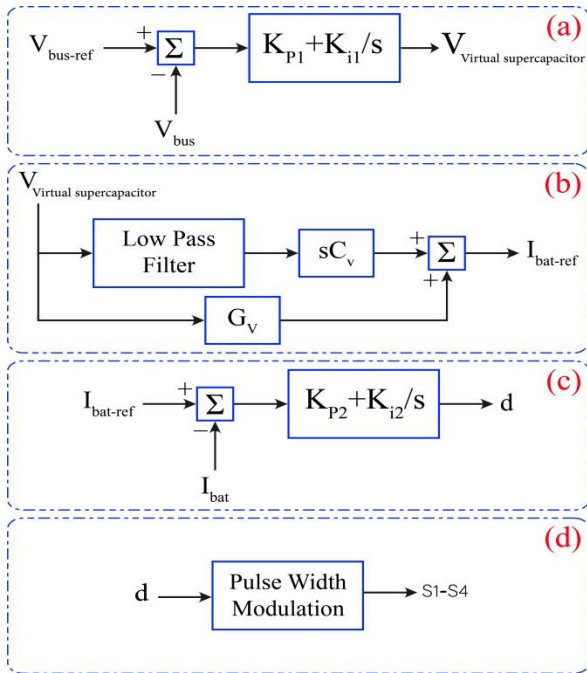 (a)
V_bus-ref + Σ K_P1+K_i1/s V_Virtual supercapacitor
−
V_bus
(b)
V_Virtual supercapacitor
Low Pass
Filter
sC_v + Σ I_bat-ref
+
G_V
(c)
I_bat-ref + Σ K_P2+K_i2/s d
−
I_bat
(d)
d Pulse Width
Modulation
S1-S4